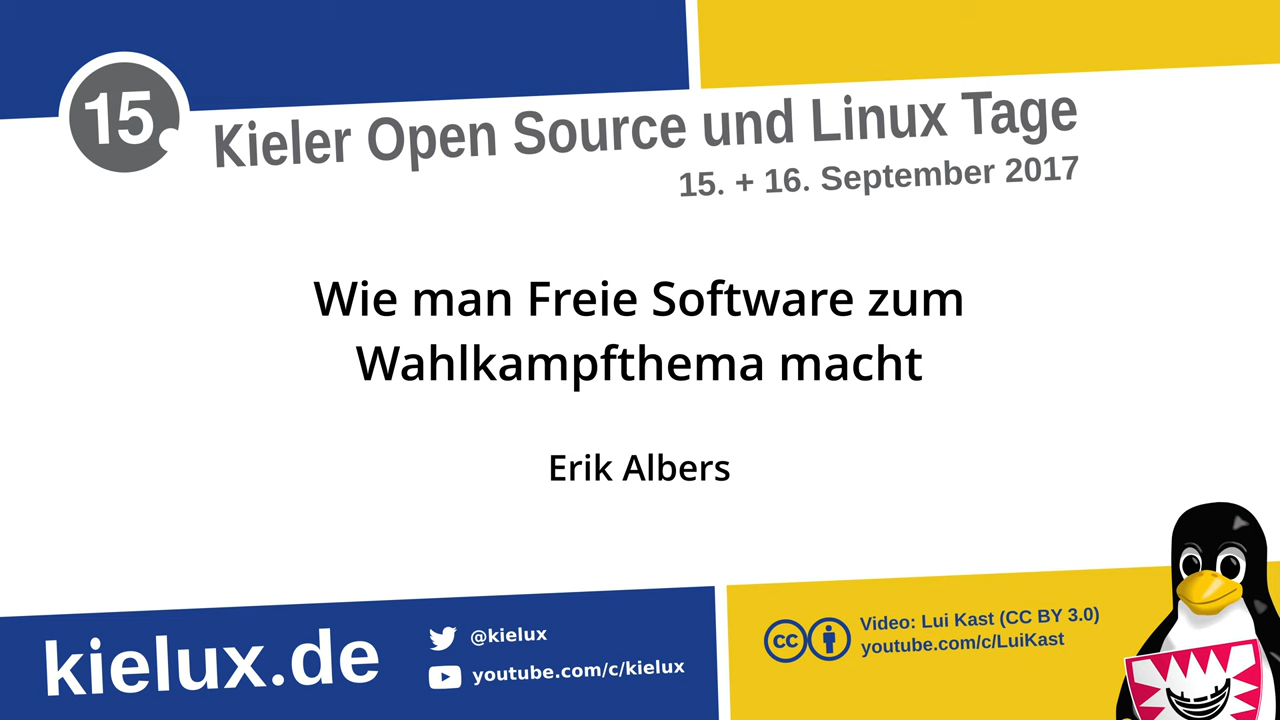 15.
Kieler Open Source und Linux Tage
15. + 16. September 2017
Wie man Freie Software zum
Wahlkampfthema macht
Erik Albers
kielux.de
@kielux
youtube.com/c/kielux
cc
Video: Lui Kast (CC BY 3.0)
youtube.com/c/LuiKast